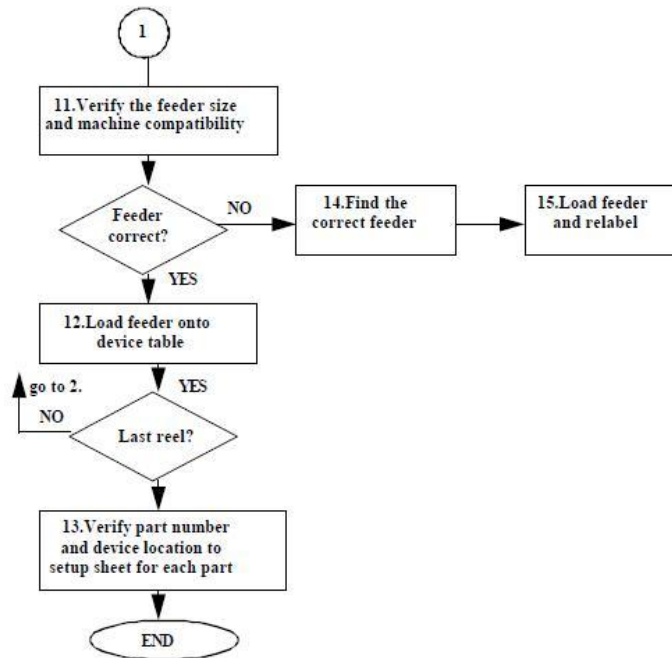 1
11.Verify the feeder size
and machine compatibility
Feeder
correct?
NO
14.Find the
correct feeder
15.Load feeder
and relabel
YES
12.Load feeder onto
device table
go to 2.
YES
NO
Last reel?
13.Verify part number
and device location to
setup sheet for each part
END